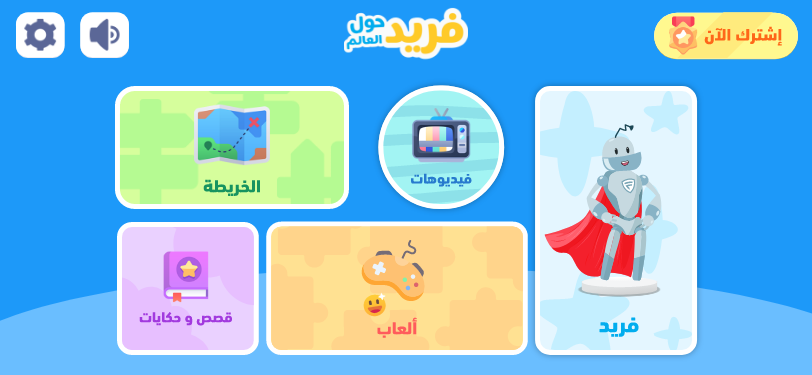 إشترك الآن
فريد حول
العالم
الخريطة
فيديوهات
فريد
قصص و حكايات
ألعاب